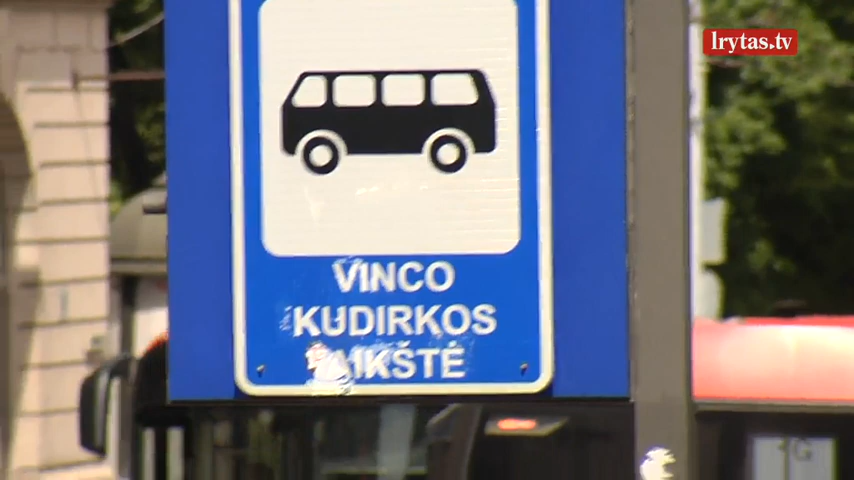 lrytas.tv
VINCO
KUDIRKOS
AIKŠTĖ
G